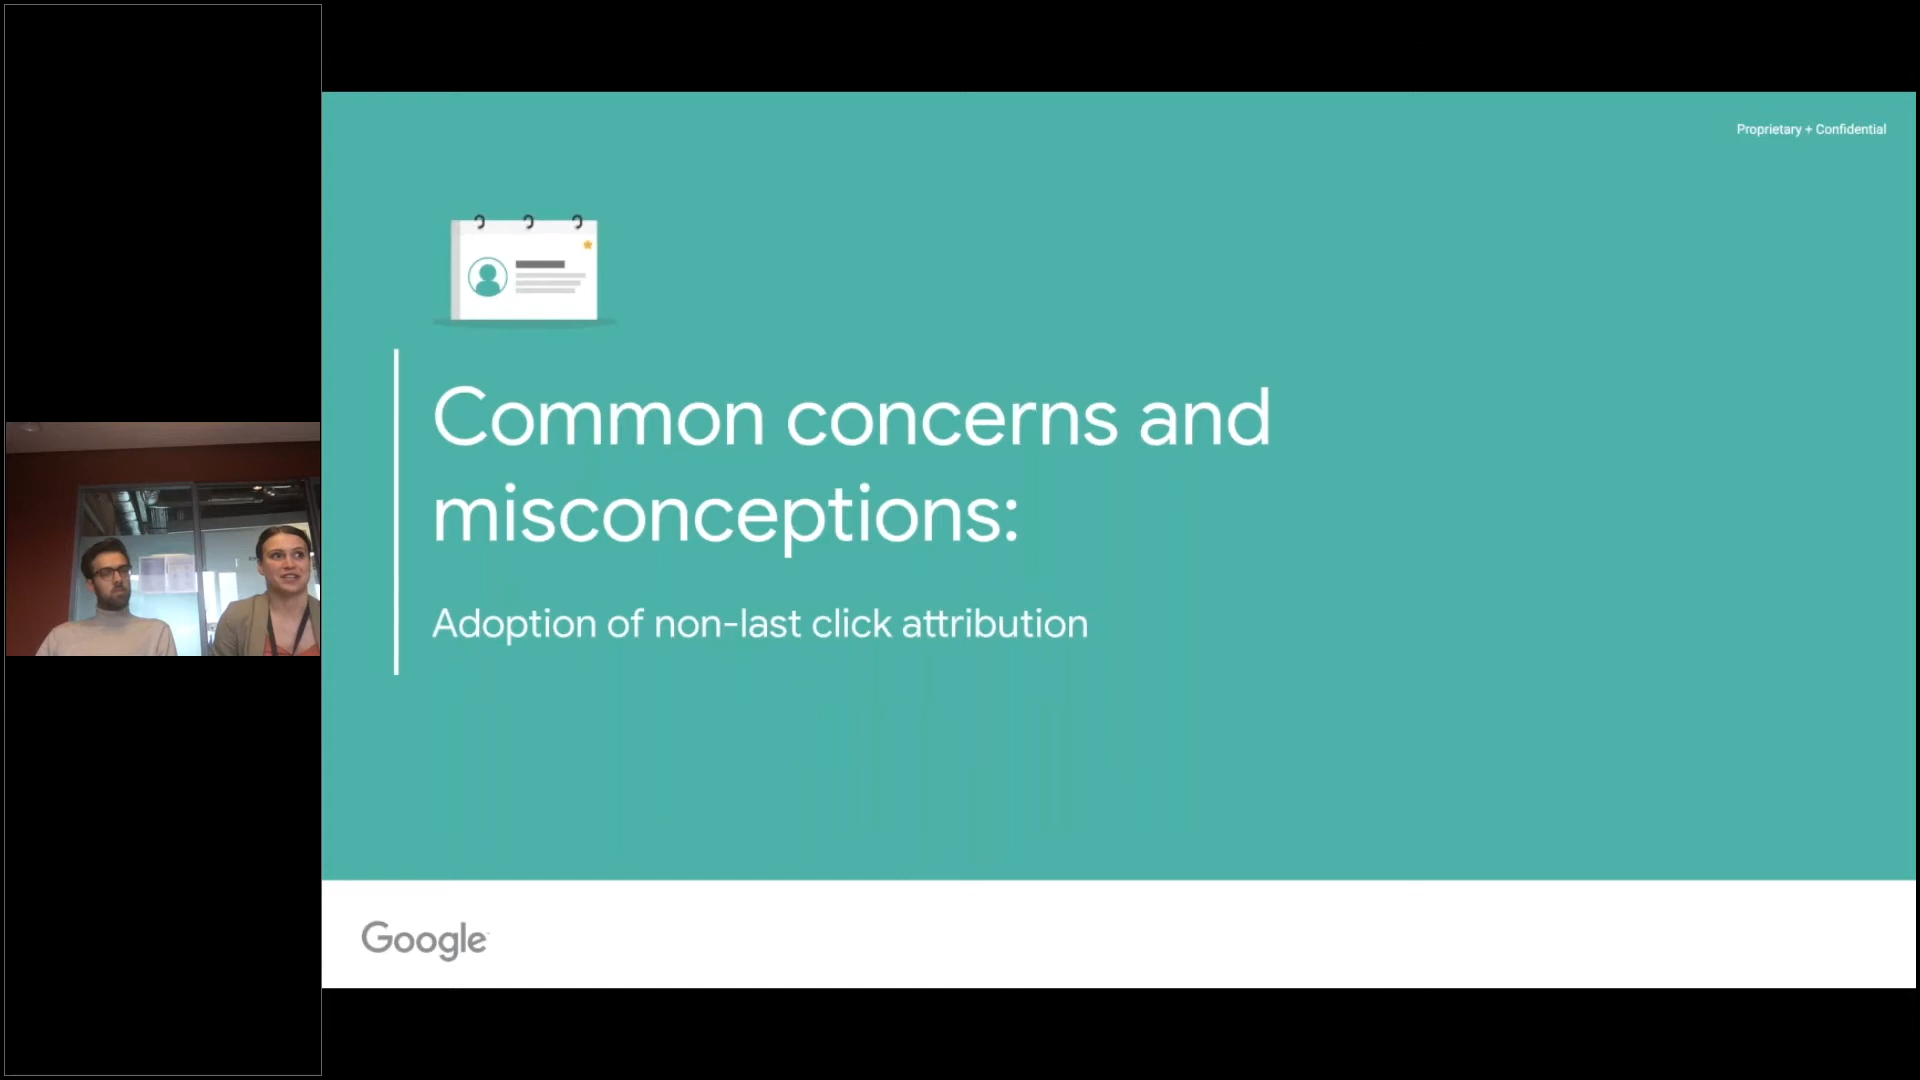 Proprietary + Confidential
Common concerns and
misconceptions:
Adoption of non-last click attribution
Google